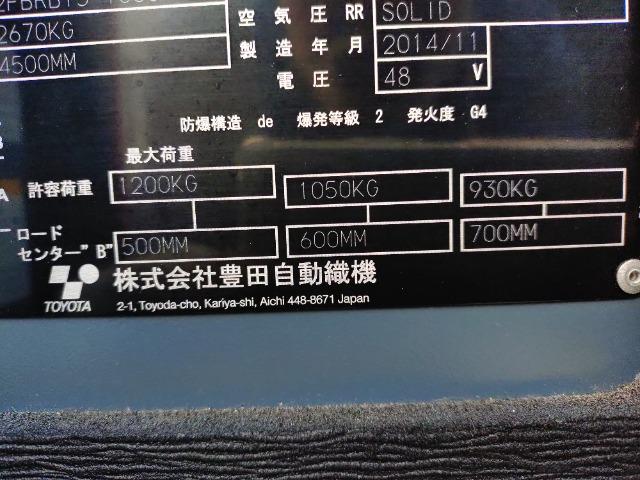 空気圧 RR SOLID
2670KG 製造年月 2014/11
4500MM 電圧 48 V
防爆構造 de 爆発等級 2 発火度 G4
最大荷重
許容荷重 1200KG 1050KG 930KG
ロード
センター"B" 500MM 600MM 700MM
TOYOTA 株式会社豊田自動織機
2-1, Toyoda-cho, Kariya-shi, Aichi 448-8671 Japan